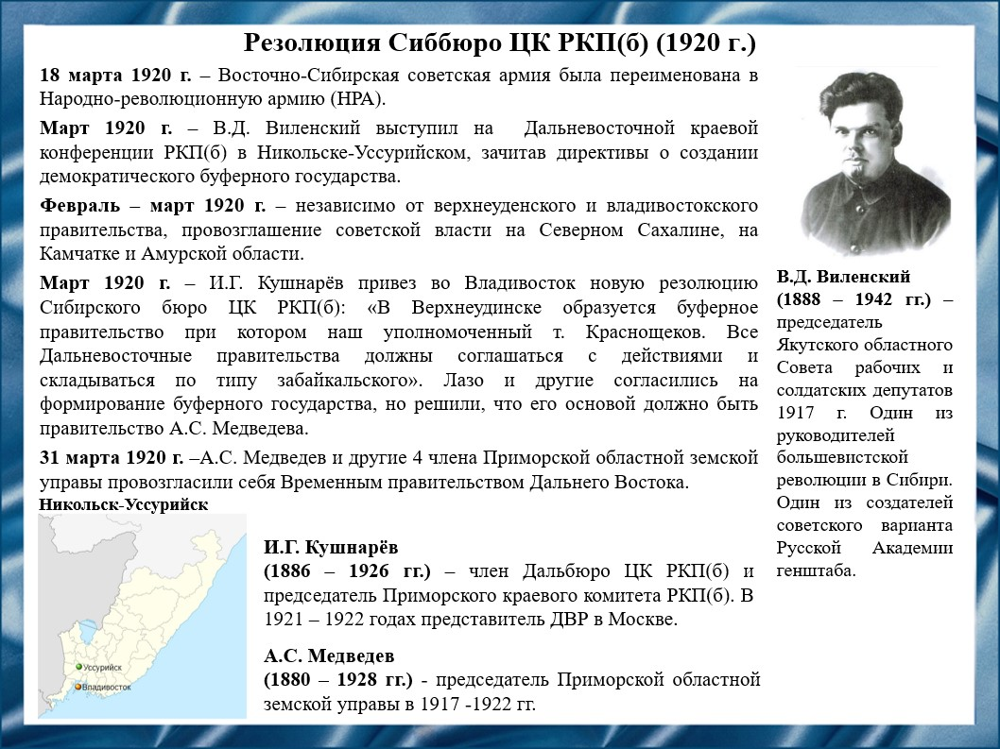 Резолюция Сиббюро ЦК РКП(б) (1920 г.)
18 марта 1920 г. – Восточно-Сибирская советская армия была переименована в
Народно-революционную армию (НРА).
Март 1920 г. – В.Д. Виленский выступил на Дальневосточной краевой
конференции РКП(б) в Никольске-Уссурийском, зачитав директивы о создании
демократического буферного государства.
Февраль – март 1920 г. – независимо от верхнеуденского и владивостокского
правительства, провозглашение советской власти на Северном Сахалине, на
Камчатке и Амурской области.
Март 1920 г. – И.Г. Кушнарёв привез во Владивосток новую резолюцию
Сибирского бюро ЦК РКП(б): «В Верхнеудинске образуется буферное
правительство при котором наш уполномоченный т. Краснощеков. Все
Дальневосточные правительства должны соглашаться с действиями и
складываться по типу забайкальского». Лазо и другие согласились на
формирование буферного государства, но решили, что его основой должно быть
правительство А.С. Медведева.
31 марта 1920 г. –А.С. Медведев и другие 4 члена Приморской областной земской
управы провозгласили себя Временным правительством Дальнего Востока.
Никольск-Уссурийск
Уссурийск
Владивосток
И.Г. Кушнарёв
(1886 – 1926 гг.) – член Дальбюро ЦК РКП(б) и
председатель Приморского краевого комитета РКП(б). В
1921 – 1922 годах представитель ДВР в Москве.
А.С. Медведев
(1880 – 1928 гг.) - председатель Приморской областной
земской управы в 1917 -1922 гг.
В.Д. Виленский
(1888 – 1942 гг.) –
председатель
Якутского областного
Совета рабочих и
солдатских депутатов
1917 г. Один из
руководителей
большевистской
революции в Сибири.
Один из создателей
советского варианта
Русской Академии
генштаба.